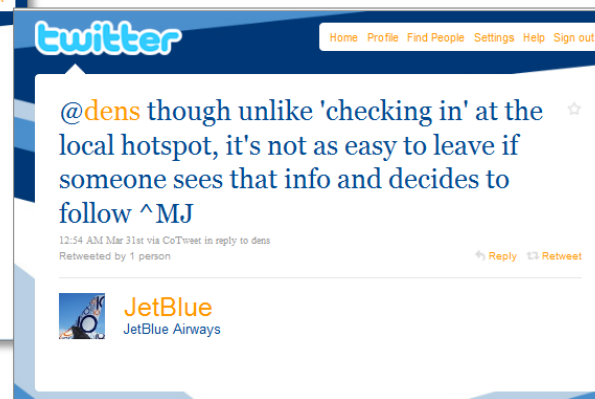 twitter
Home Profile Find People Settings Help Sign out
@dens though unlike 'checking in' at the
local hotspot, it's not as easy to leave if
someone sees that info and decides to
follow ^MJ
12:54 AM Mar 31st via CoTweet in reply to dens
Retweeted by 1 person
Reply Retweet
JetBlue
JetBlue Airways